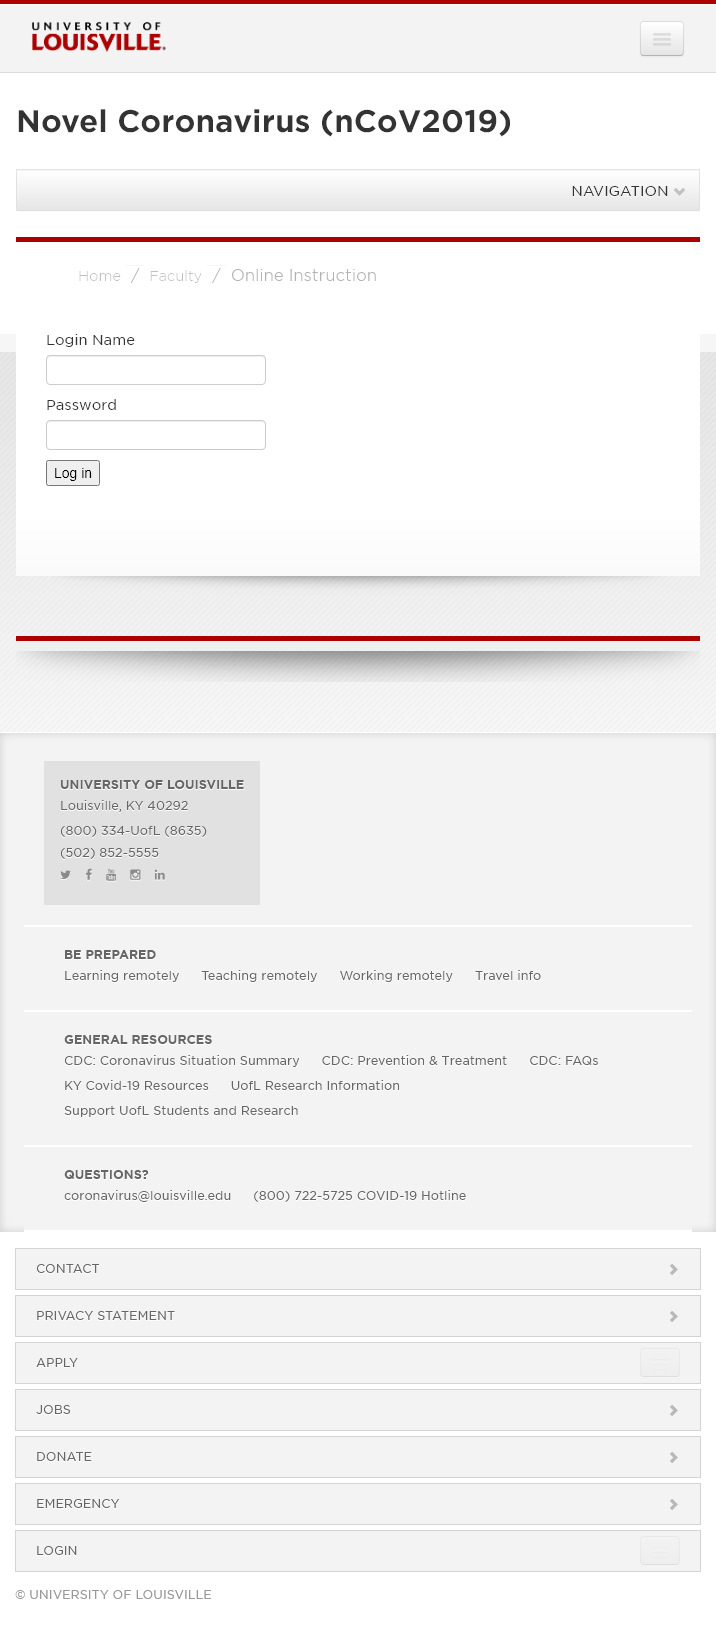 UNIVERSITY OF
LOUISVILLE.
Novel Coronavirus (nCoV2019)
NAVIGATION
Home / Faculty / Online Instruction
Login Name
Password
Log in
UNIVERSITY OF LOUISVILLE
Louisville, KY 40292
(800) 334-UofL (8635)
(502) 852-5555
BE PREPARED
Learning remotely Teaching remotely Working remotely Travel info
GENERAL RESOURCES
CDC: Coronavirus Situation Summary CDC: Prevention & Treatment CDC: FAQs
KY Covid-19 Resources UofL Research Information
Support UofL Students and Research
QUESTIONS?
coronavirus@louisville.edu (800) 722-5725 COVID-19 Hotline
CONTACT
PRIVACY STATEMENT
APPLY
JOBS
DONATE
EMERGENCY
LOGIN
© UNIVERSITY OF LOUISVILLE